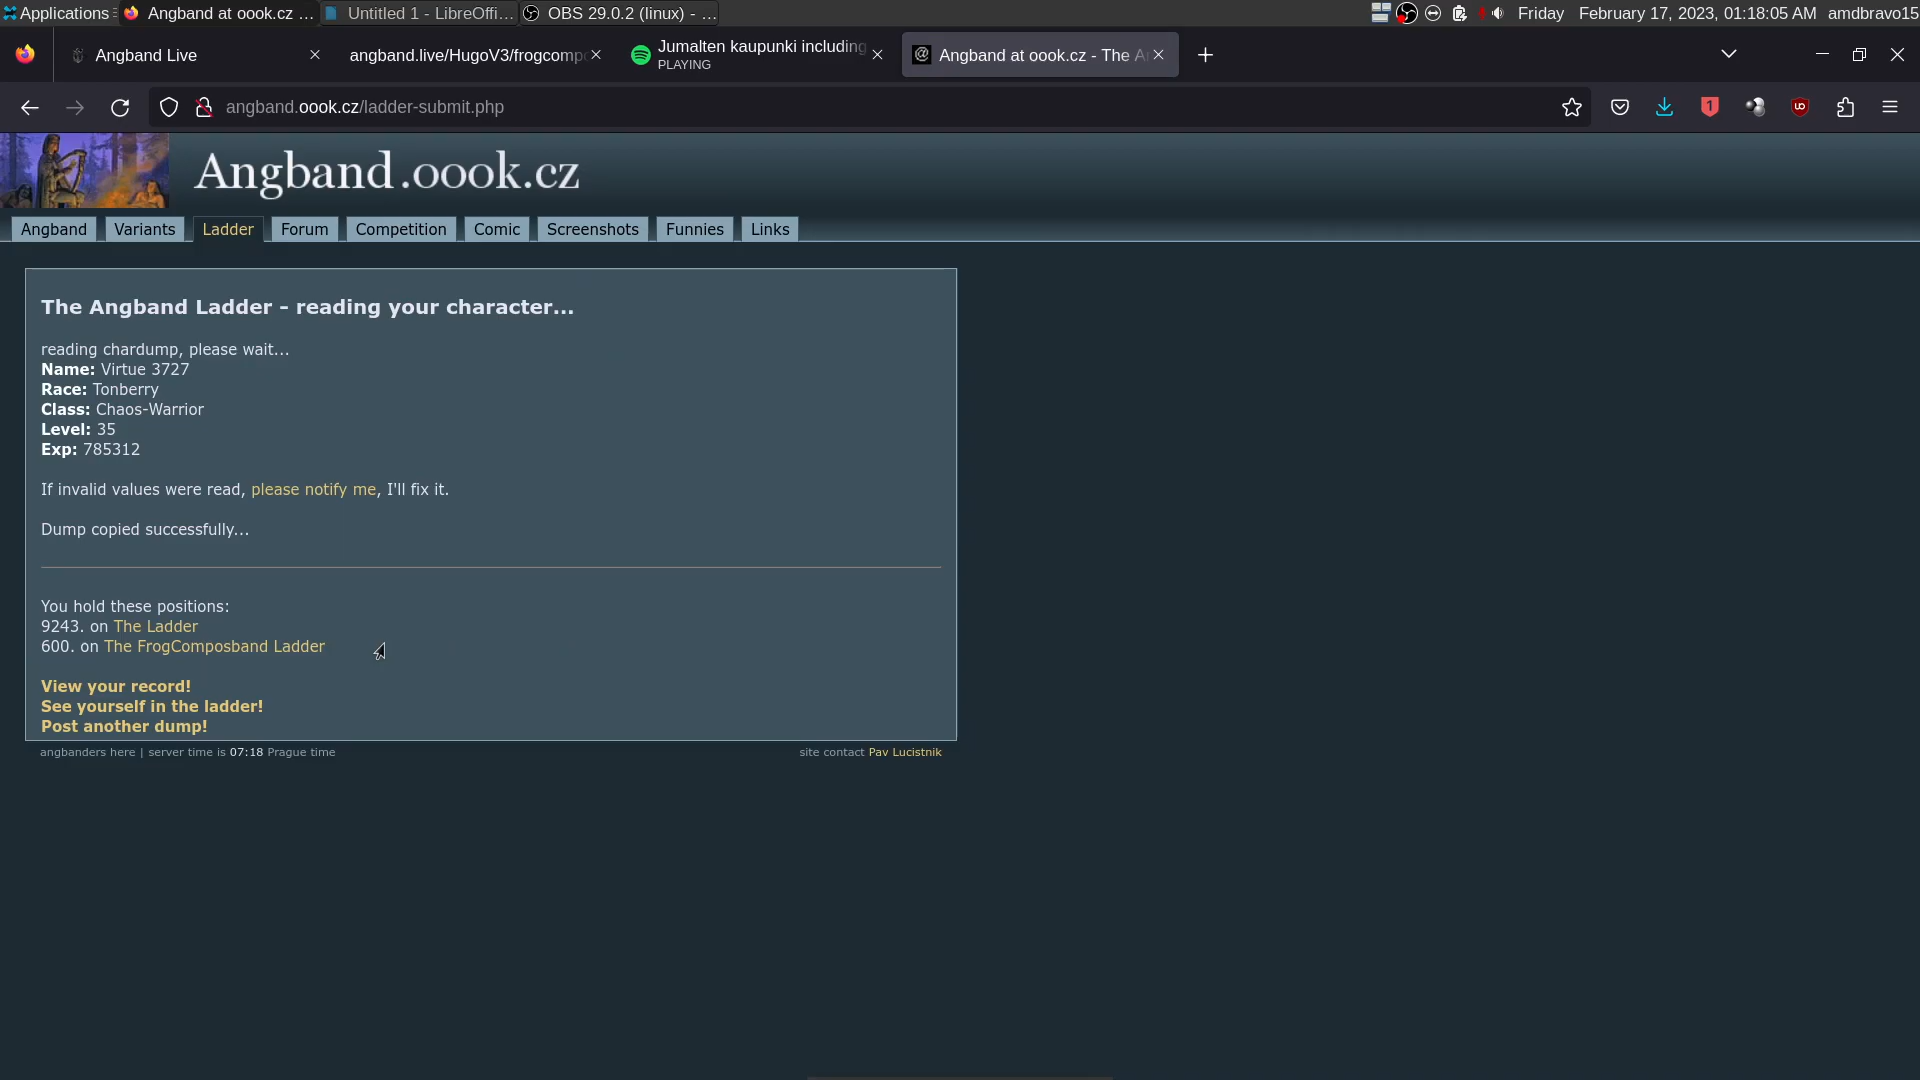 Applications Angband at oook.cz ... Untitled 1 - LibreOffi... OBS 29.0.2 (linux) - ... Friday February 17, 2023, 01:18:05 AM amdbravo15
Angband Live angband.live/HugoV3/frogcompo Jumalten kaupunki including Angband at oook.cz - The A
PLAYING
angband.oook.cz/ladder-submit.php 1
Angband.oook.cz
Angband Variants Ladder Forum Competition Comic Screenshots Funnies Links
The Angband Ladder - reading your character...
reading chardump, please wait...
Name: Virtue 3727
Race: Tonberry
Class: Chaos-Warrior
Level: 35
Exp: 785312
If invalid values were read, please notify me, I'll fix it.
Dump copied successfully...
You hold these positions:
9243. on The Ladder
600. on The FrogComposband Ladder
View your record!
See yourself in the ladder!
Post another dump!
angbanders here | server time is 07:18 Prague time site contact Pav Lucistnik